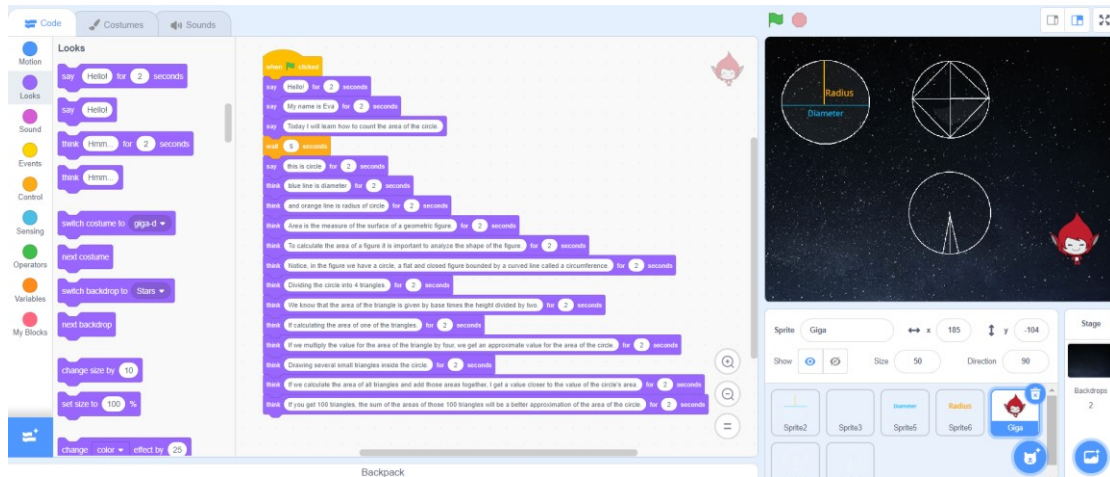 Code
Costumes
Sounds
Motion
Looks
Sound
Events
Control
Sensing
Operators
Variables
My Blocks
Looks
say Hello! for 2 seconds
say Hello!
think Hmm... for 2 seconds
think Hmm...
switch costume to giga-d
next costume
switch backdrop to Stars
next backdrop
change size by 10
set size to 100 %
change color effect by 25
when clicked
say Hello! for 2 seconds
say My name is Eva for 2 seconds
say Today I will learn how to count the area of the circle.
wait 5 seconds
say this is circle for 2 seconds
think blue line is diameter for 2 seconds
think and orange line is radius of circle for 2 seconds
think Area is the measure of the surface of a geometric figure. for 2 seconds
think To calculate the area of a figure it is important to analyze the shape of the figure. for 2 seconds
think Notice, in the figure we have a circle, a flat and closed figure bounded by a curved line called a circumference. for 2 seconds
think Dividing the circle into 4 triangles for 2 seconds
think We know that the area of the triangle is given by base times the height divided by two. for 2 seconds
think If calculating the area of one of the triangles. for 2 seconds
think If we multiply the value for the area of the triangle by four, we get an approximate value for the area of the circle. for 2 seconds
think Drawing several small triangles inside the circle. for 2 seconds
think If we calculate the area of all triangles and add those areas together, I get a value closer to the value of the circle's area. for 2 seconds
think If you get 100 triangles, the sum of the areas of those 100 triangles will be a better approximation of the area of the circle. for 2 seconds
Backpack
Radius
Diameter
Sprite Giga x 185 y -104
Show Size 50 Direction 90
Diameter
Radius
Sprite2 Sprite3 Sprite5 Sprite6 Giga
Stage
Backdrops
2